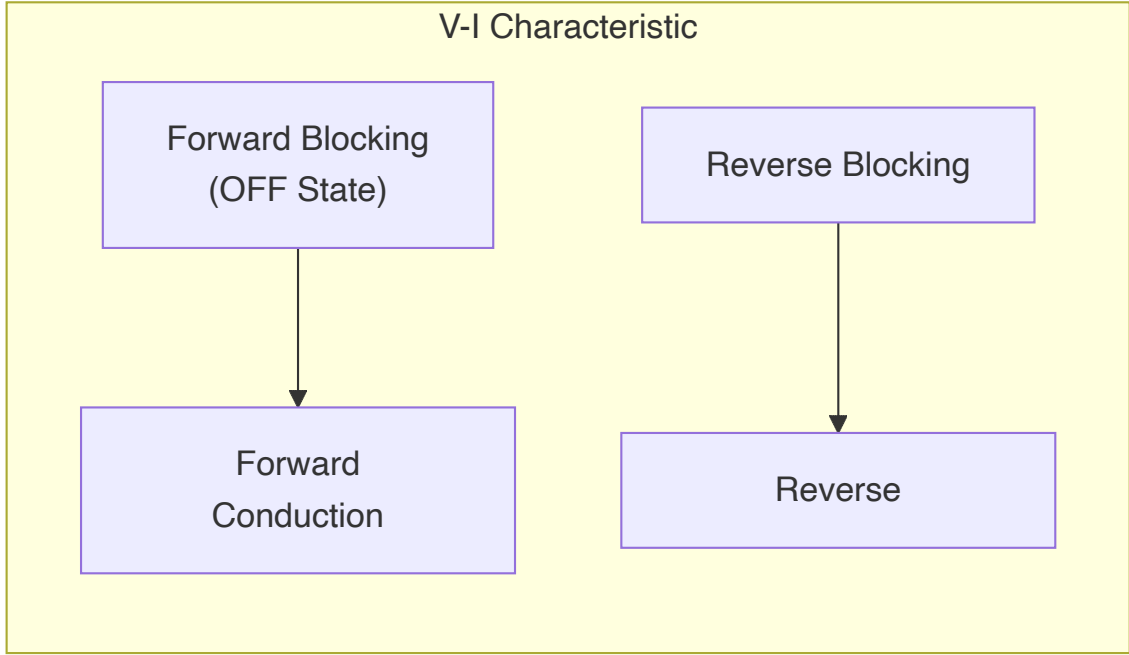 V-I Characteristic
Forward Blocking
(OFF State)
Reverse Blocking
Forward
Conduction
Reverse